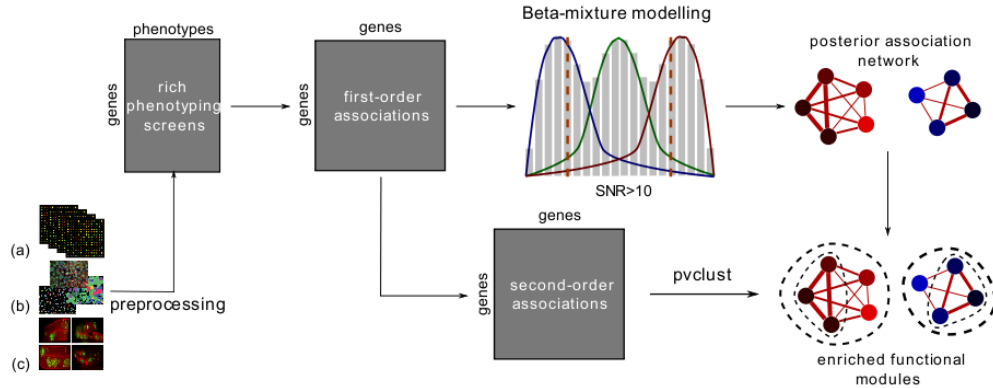 Beta-mixture modelling
phenotypes
genes
rich
phenotyping
screens
genes
genes
first-order
associations
SNR>10
posterior association
network
(a)
(b)
(c)
preprocessing
genes
genes
second-order
associations
pvclust
enriched functional
modules